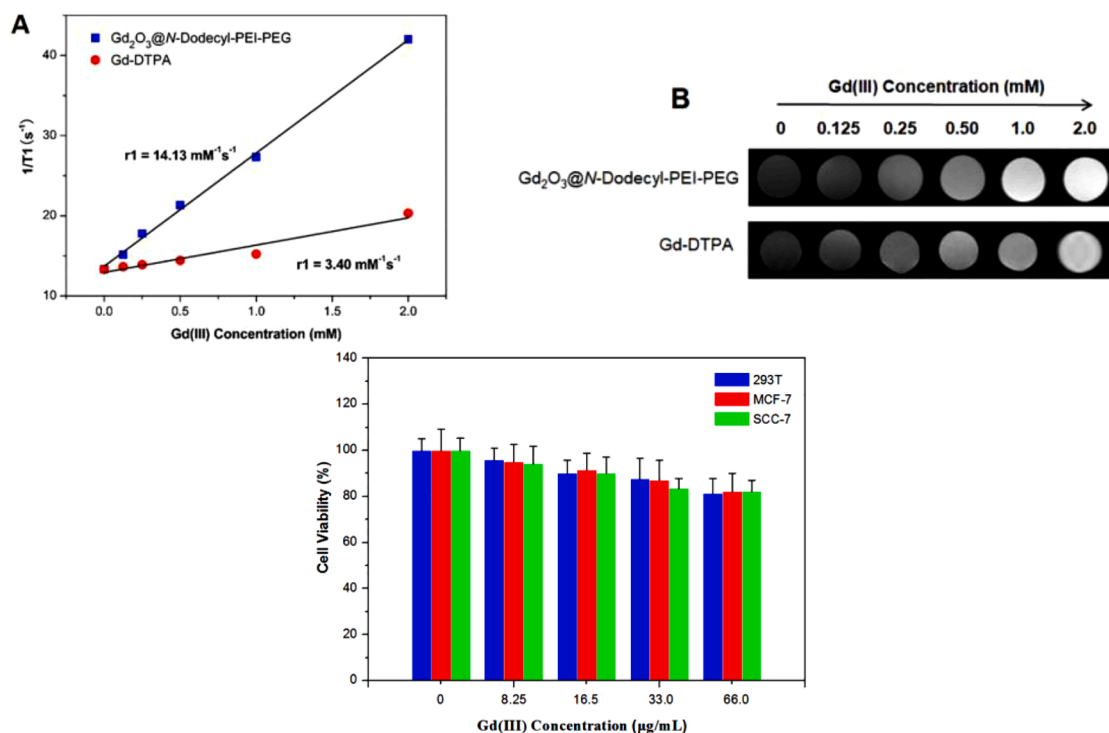 A
Gd₂O₃@N-Dodecyl-PEI-PEG
Gd-DTPA
1/T1 (s⁻¹)
40
30
20
10
r1 = 14.13 mM⁻¹s⁻¹
r1 = 3.40 mM⁻¹s⁻¹
0.0 0.5 1.0 1.5 2.0
Gd(III) Concentration (mM)
B
Gd(III) Concentration (mM)
0 0.125 0.25 0.50 1.0 2.0
Gd₂O₃@N-Dodecyl-PEI-PEG
Gd-DTPA
293T
MCF-7
SCC-7
Cell Viability (%)
140
120
100
80
60
40
20
0
0 8.25 16.5 33.0 66.0
Gd(III) Concentration (µg/mL)